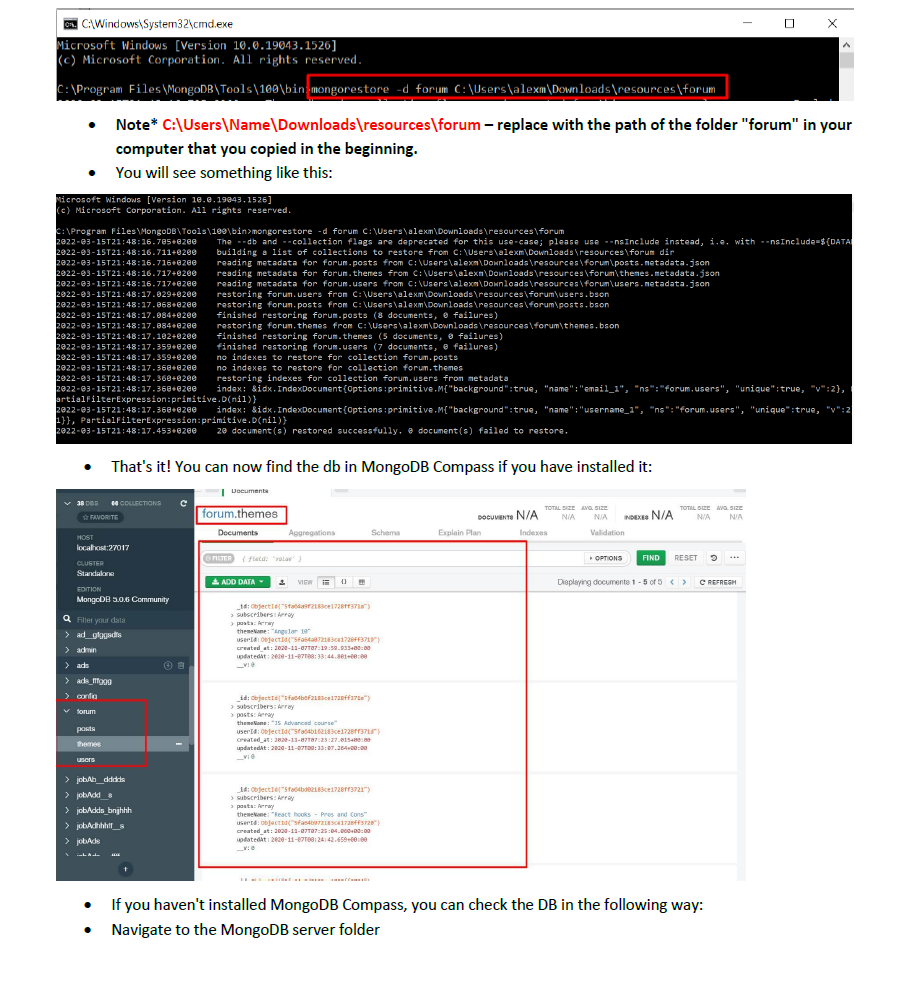 C:\Windows\System32\cmd.exe
Microsoft Windows [Version 10.0.19043.1526]
(c) Microsoft Corporation. All rights reserved.
C:\Program Files\MongoDB\Tools\100\bin>mongorestore -d forum C:\Users\alexm\Downloads\resources\forum
• Note* C:\Users\Name\Downloads\resources\forum – replace with the path of the folder "forum" in your
computer that you copied in the beginning.
• You will see something like this:
Microsoft Windows [Version 10.0.19043.1526]
(c) Microsoft Corporation. All rights reserved.
C:\Program Files\MongoDB\Tools\100\bin>mongorestore -d forum C:\Users\alexm\Downloads\resources\forum
2022-03-15T21:48:16.705+0200 The --db and --collection flags are deprecated for this use-case; please use --nsInclude instead, i.e. with --nsInclude=${DATA
2022-03-15T21:48:16.711+0200 building a list of collections to restore from C:\Users\alexm\Downloads\resources\forum dir
2022-03-15T21:48:16.716+0200 reading metadata for forum.posts from C:\Users\alexm\Downloads\resources\forum\posts.metadata.json
2022-03-15T21:48:16.717+0200 reading metadata for forum.themes from C:\Users\alexm\Downloads\resources\forum\themes.metadata.json
2022-03-15T21:48:16.717+0200 reading metadata for forum.users from C:\Users\alexm\Downloads\resources\forum\users.metadata.json
2022-03-15T21:48:17.029+0200 restoring forum.users from C:\Users\alexm\Downloads\resources\forum\users.bson
2022-03-15T21:48:17.068+0200 restoring forum.posts from C:\Users\alexm\Downloads\resources\forum\posts.bson
2022-03-15T21:48:17.084+0200 finished restoring forum.posts (8 documents, 0 failures)
2022-03-15T21:48:17.084+0200 restoring forum.themes from C:\Users\alexm\Downloads\resources\forum\themes.bson
2022-03-15T21:48:17.102+0200 finished restoring forum.themes (5 documents, 0 failures)
2022-03-15T21:48:17.359+0200 finished restoring forum.users (7 documents, 0 failures)
2022-03-15T21:48:17.359+0200 no indexes to restore for collection forum.posts
2022-03-15T21:48:17.360+0200 no indexes to restore for collection forum.themes
2022-03-15T21:48:17.360+0200 restoring indexes for collection forum.users from metadata
2022-03-15T21:48:17.360+0200 index: &idx.IndexDocument{Options:primitive.M{"background":true, "name":"email_1", "ns":"forum.users", "unique":true, "v":2},
artialFilterExpression:primitive.D(nil)}
2022-03-15T21:48:17.360+0200 index: &idx.IndexDocument{Options:primitive.M{"background":true, "name":"username_1", "ns":"forum.users", "unique":true, "v":2
1}}, PartialFilterExpression:primitive.D(nil)}
2022-03-15T21:48:17.453+0200 20 document(s) restored successfully. 0 document(s) failed to restore.
• That's it! You can now find the db in MongoDB Compass if you have installed it:
38 DBS 66 COLLECTIONS
FAVORITE
HOST
localhost:27017
CLUSTER
Standalone
EDITION
MongoDB 5.0.6 Community
Filter your data
admin
ads
ads_fffggg
config
forum
posts
themes
users
jobAb__dddds
jobAdd__s
jobAdds_bnjhhh
jobAds
Documents
forum.themes
DOCUMENTS N/A TOTAL SIZE N/A AVG. SIZE N/A INDEXES N/A TOTAL SIZE N/A AVG. SIZE N/A
Documents Aggregations Schema Explain Plan Indexes Validation
FILTER { field: 'value' } OPTIONS FIND RESET ...
ADD DATA VIEW {} Displaying documents 1 - 5 of 5 < > REFRESH
_id: ObjectId("5fa64a9f2183ce1728ff371a")
> subscribers: Array
> posts: Array
themeName: "Angular 10"
userId: ObjectId("5fa64a072183ce1728ff3719")
created_at: 2020-11-07T07:19:59.933+00:00
updatedAt: 2020-11-07T08:33:44.801+00:00
__v: 0
_id: ObjectId("5fa64b6f2183ce1728ff371e")
> subscribers: Array
> posts: Array
themeName: "JS Advanced course"
userId: ObjectId("5fa64b162183ce1728ff371d")
created_at: 2020-11-07T07:23:27.015+00:00
updatedAt: 2020-11-07T08:33:07.264+00:00
__v: 0
_id: ObjectId("5fa64bd02183ce1728ff3721")
> subscribers: Array
> posts: Array
themeName: "React hooks - Pros and Cons"
userId: ObjectId("5fa64b972183ce1728ff3720")
created_at: 2020-11-07T07:25:04.060+00:00
updatedAt: 2020-11-07T08:24:42.659+00:00
__v: 0
• If you haven't installed MongoDB Compass, you can check the DB in the following way:
• Navigate to the MongoDB server folder